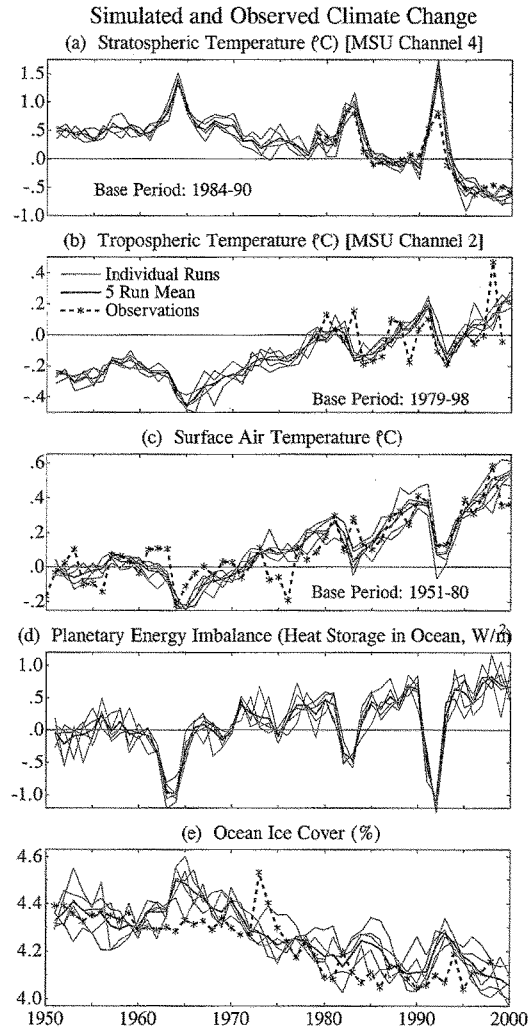 Simulated and Observed Climate Change
(a) Stratospheric Temperature (°C) [MSU Channel 4]
1.5
1.0
.5
.0
-.5
-1.0
Base Period: 1984-90
(b) Tropospheric Temperature (°C) [MSU Channel 2]
.4
.2
.0
-.2
-.4
Individual Runs
5 Run Mean
Observations
Base Period: 1979-98
(c) Surface Air Temperature (°C)
.6
.4
.2
.0
-.2
Base Period: 1951-80
(d) Planetary Energy Imbalance (Heat Storage in Ocean, W/m²)
1.0
.5
.0
-.5
-1.0
(e) Ocean Ice Cover (%)
4.6
4.4
4.2
4.0
1950 1960 1970 1980 1990 2000